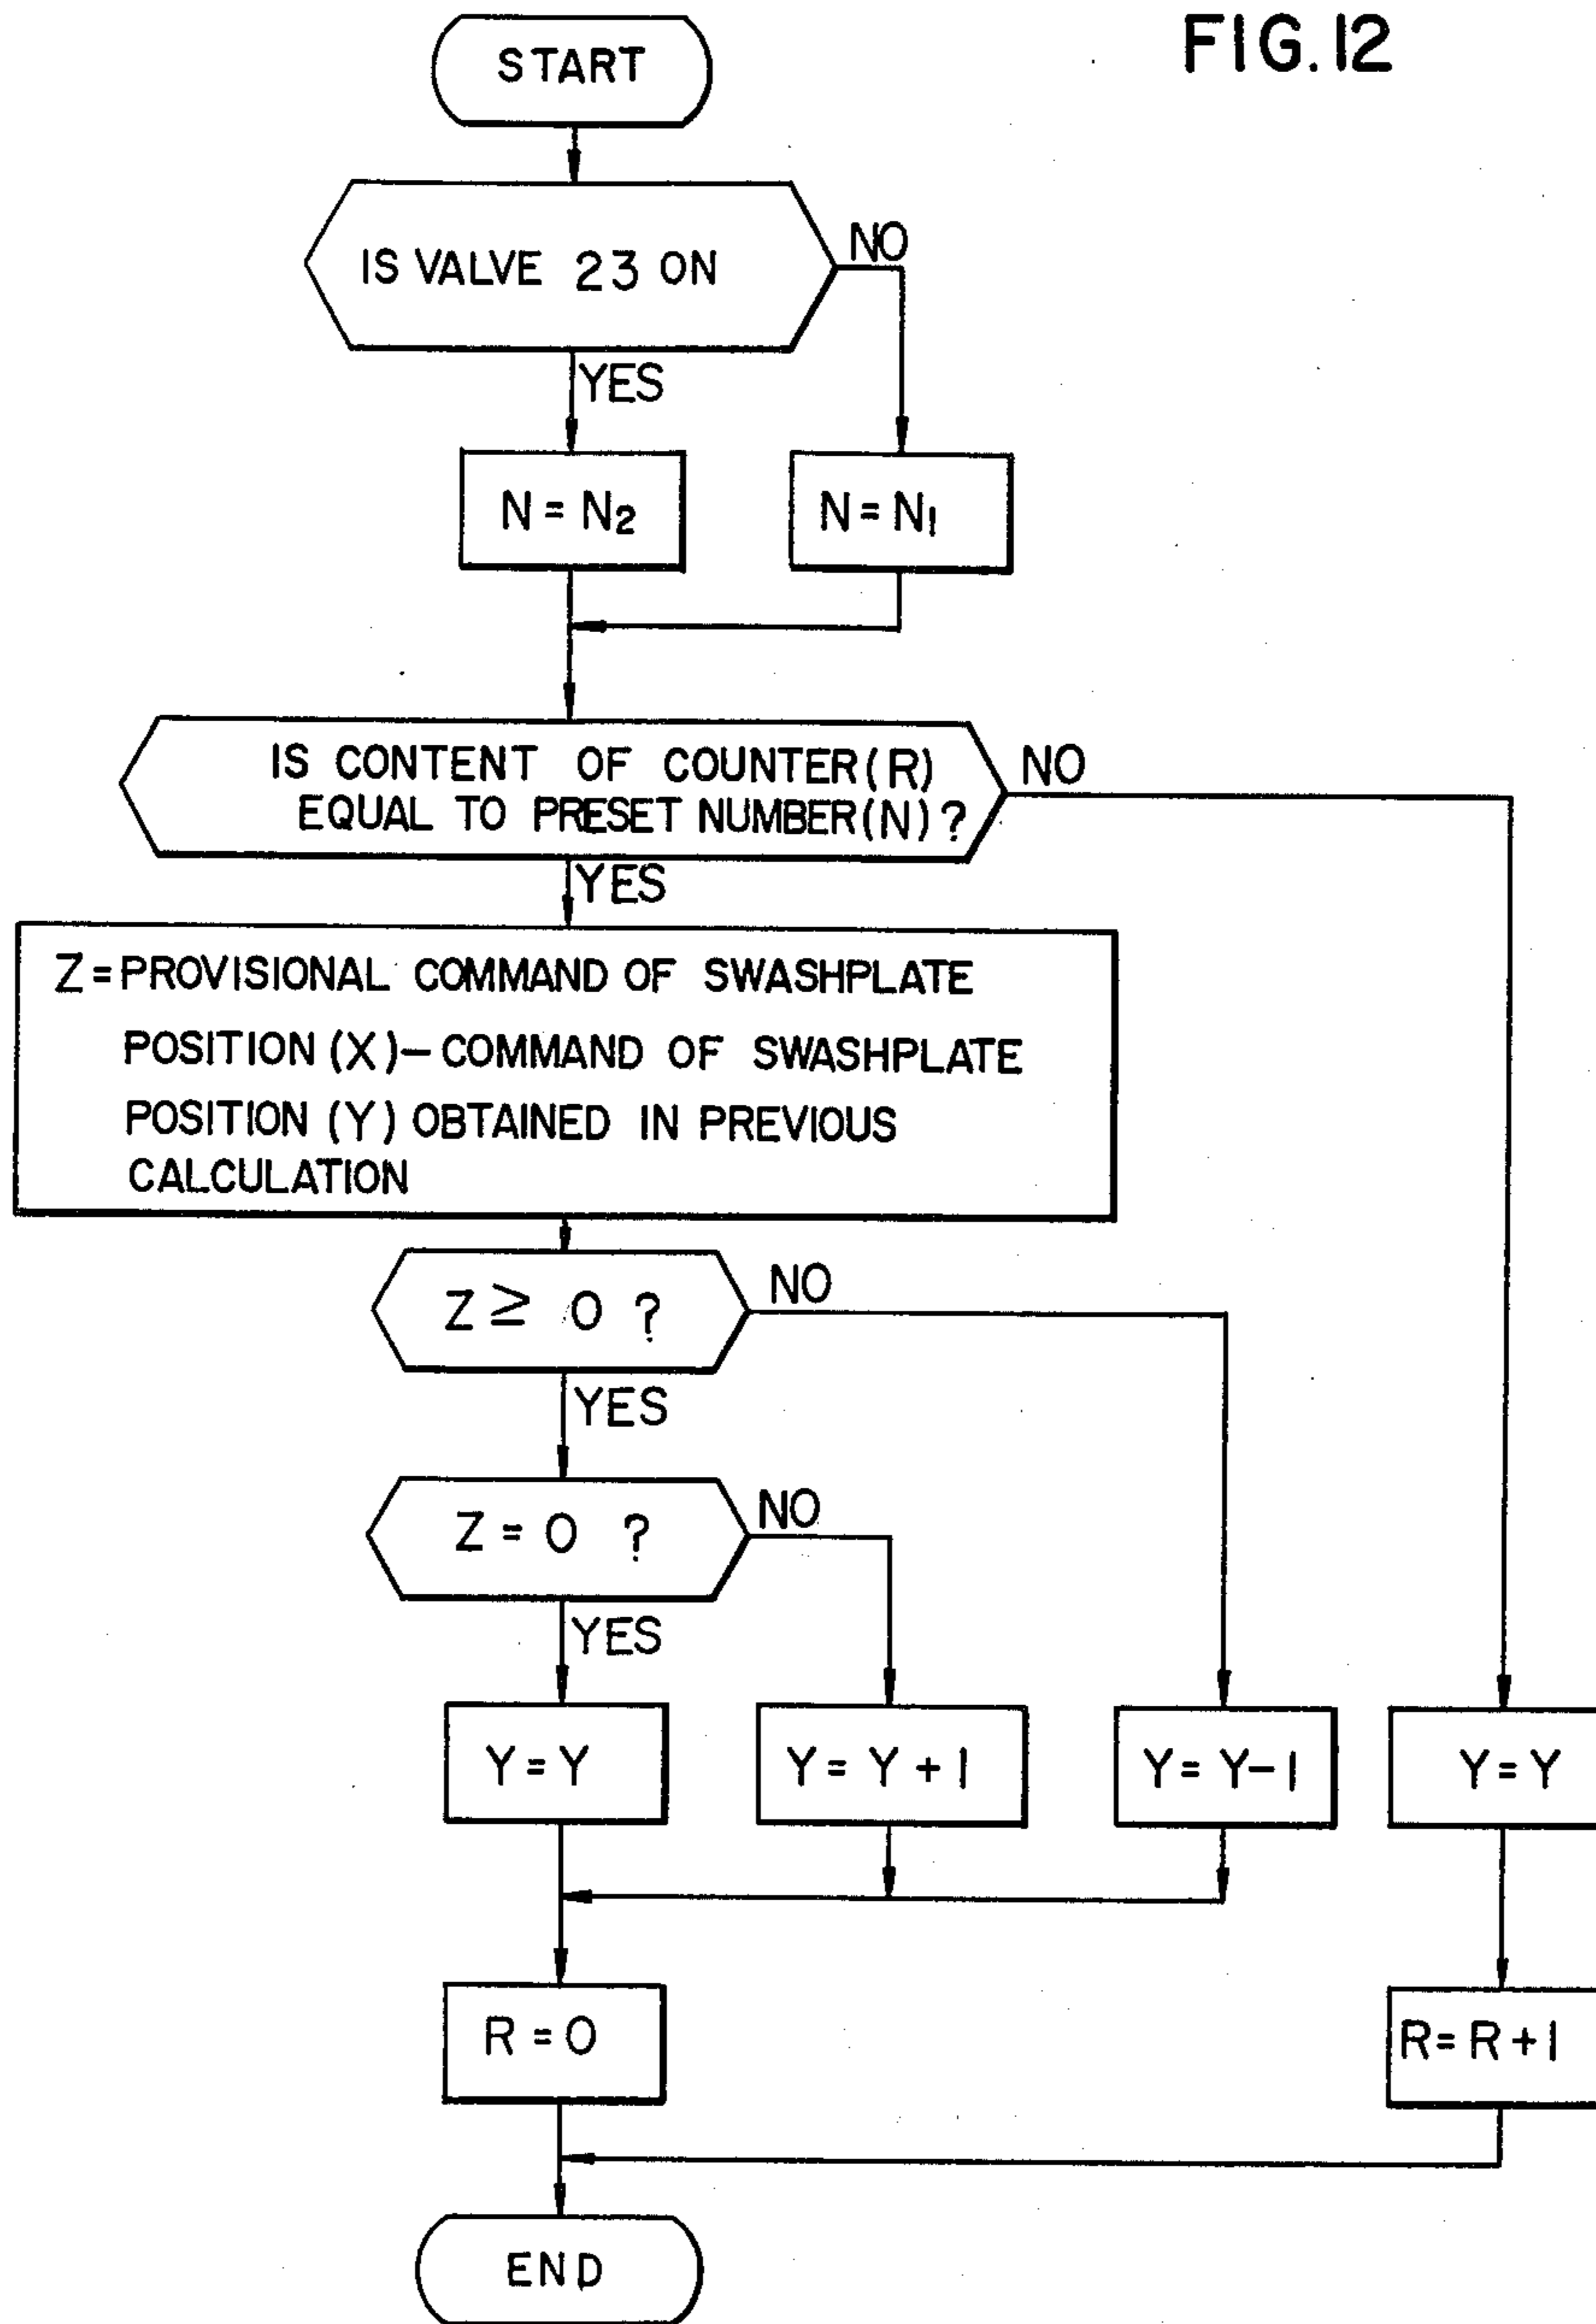 FIG.12
START
IS VALVE 23 ON
NO
YES
N = N2
N = N1
IS CONTENT OF COUNTER(R)
EQUAL TO PRESET NUMBER(N)?
NO
YES
Z = PROVISIONAL COMMAND OF SWASHPLATE
POSITION (X) – COMMAND OF SWASHPLATE
POSITION (Y) OBTAINED IN PREVIOUS
CALCULATION
Z ≥ 0 ?
NO
YES
Z = 0 ?
NO
YES
Y = Y
Y = Y + 1
Y = Y – 1
Y = Y
R = 0
R = R + 1
END